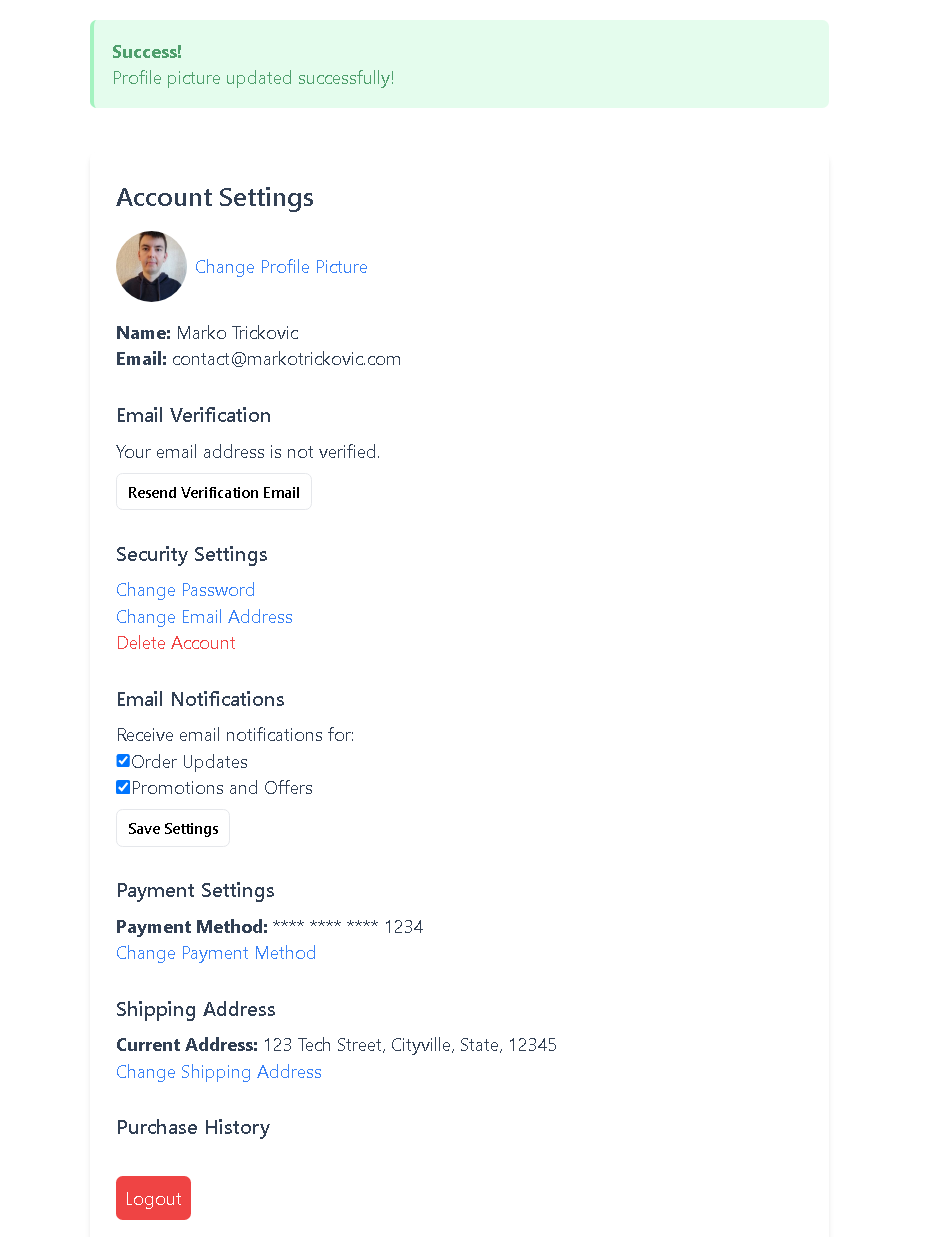 Success!
Profile picture updated successfully!
Account Settings
Change Profile Picture
Name: Marko Trickovic
Email: contact@markotrickovic.com
Email Verification
Your email address is not verified.
Resend Verification Email
Security Settings
Change Password
Change Email Address
Delete Account
Email Notifications
Receive email notifications for:
Order Updates
Promotions and Offers
Save Settings
Payment Settings
Payment Method: **** **** **** 1234
Change Payment Method
Shipping Address
Current Address: 123 Tech Street, Cityville, State, 12345
Change Shipping Address
Purchase History
Logout